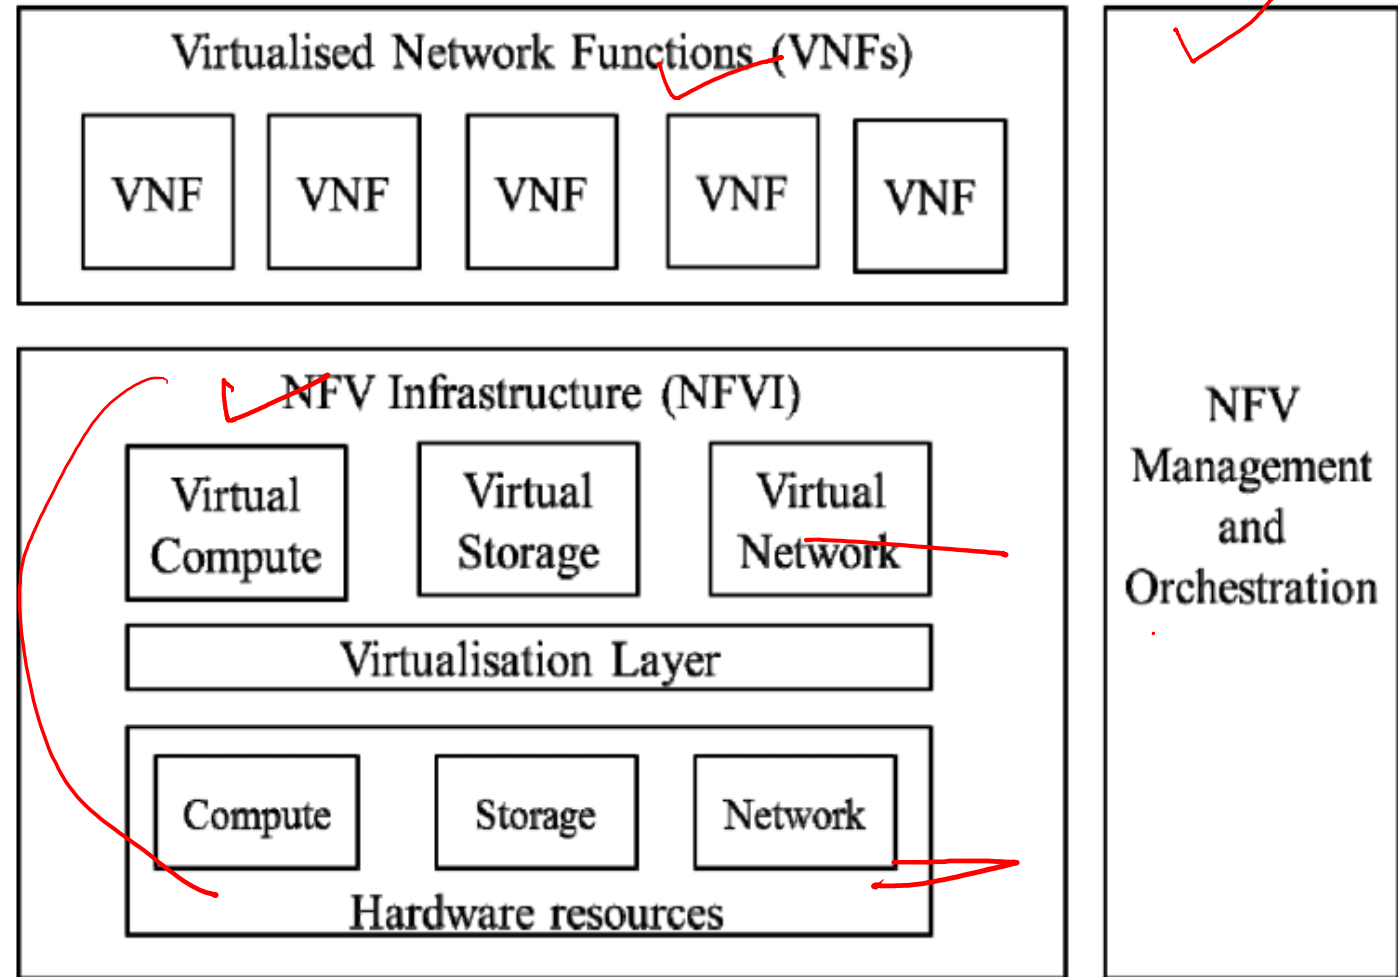 Virtualised Network Functions (VNFs)
VNF VNF VNF VNF VNF
NFV Infrastructure (NFVI)
Virtual Compute
Virtual Storage
Virtual Network
Virtualisation Layer
Compute Storage Network
Hardware resources
NFV
Management
and
Orchestration